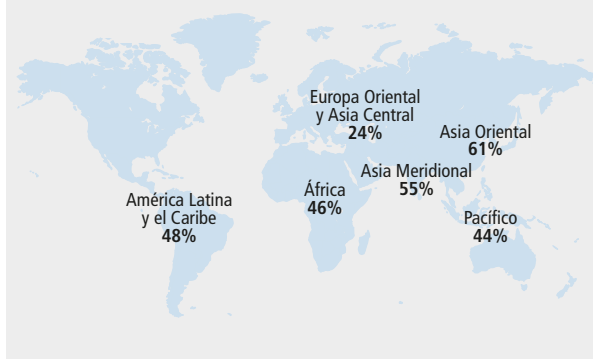 Europa Oriental
y Asia Central
24%
Asia Oriental
61%
Asia Meridional
55%
África
46%
América Latina
y el Caribe
48%
Pacífico
44%